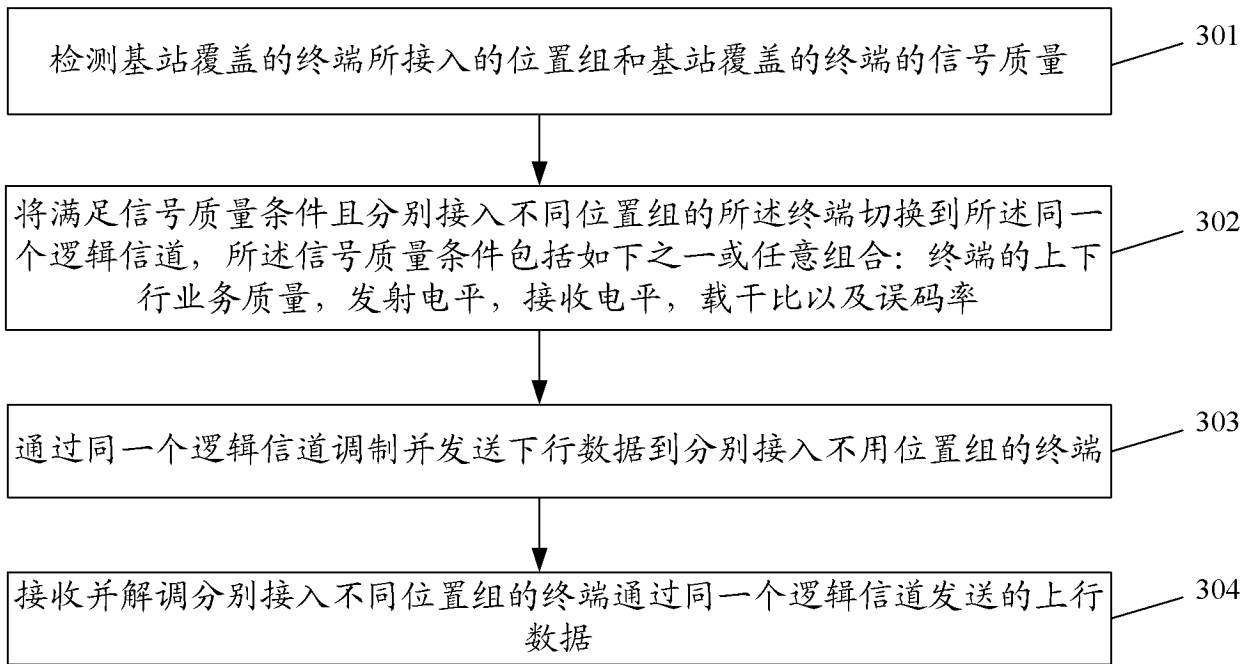 检测基站覆盖的终端所接入的位置组和基站覆盖的终端的信号质量
301
将满足信号质量条件且分别接入不同位置组的所述终端切换到所述同一
个逻辑信道，所述信号质量条件包括如下之一或任意组合：终端的上下
行业务质量，发射电平，接收电平，载干比以及误码率
302
通过同一个逻辑信道调制并发送下行数据到分别接入不用位置组的终端
303
接收并解调分别接入不同位置组的终端通过同一个逻辑信道发送的上行
数据
304